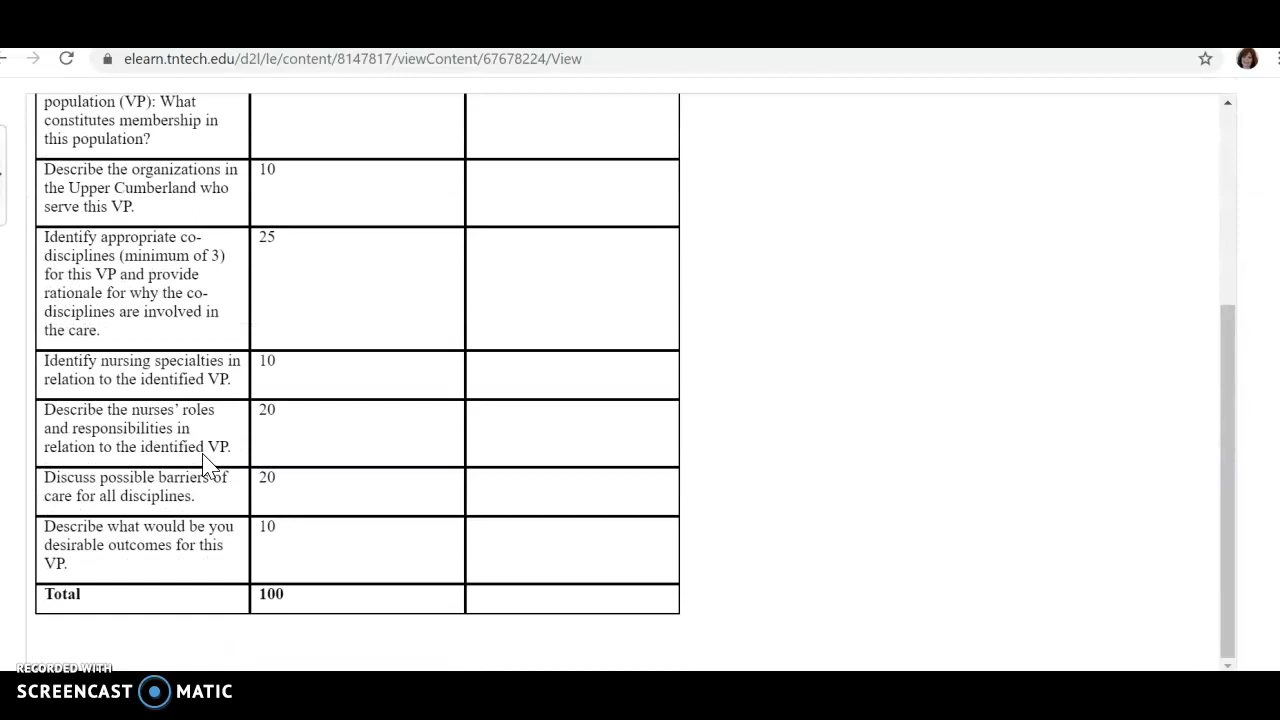 elearn.tntech.edu/d2l/le/content/8147817/viewContent/67678224/View
population (VP): What
constitutes membership in
this population?
Describe the organizations in
the Upper Cumberland who
serve this VP.
10
Identify appropriate co-
disciplines (minimum of 3)
for this VP and provide
rationale for why the co-
disciplines are involved in
the care.
25
Identify nursing specialties in
relation to the identified VP.
10
Describe the nurses’ roles
and responsibilities in
relation to the identified VP.
20
Discuss possible barriers of
care for all disciplines.
20
Describe what would be you
desirable outcomes for this
VP.
10
Total
100
RECORDED WITH
SCREENCAST MATIC